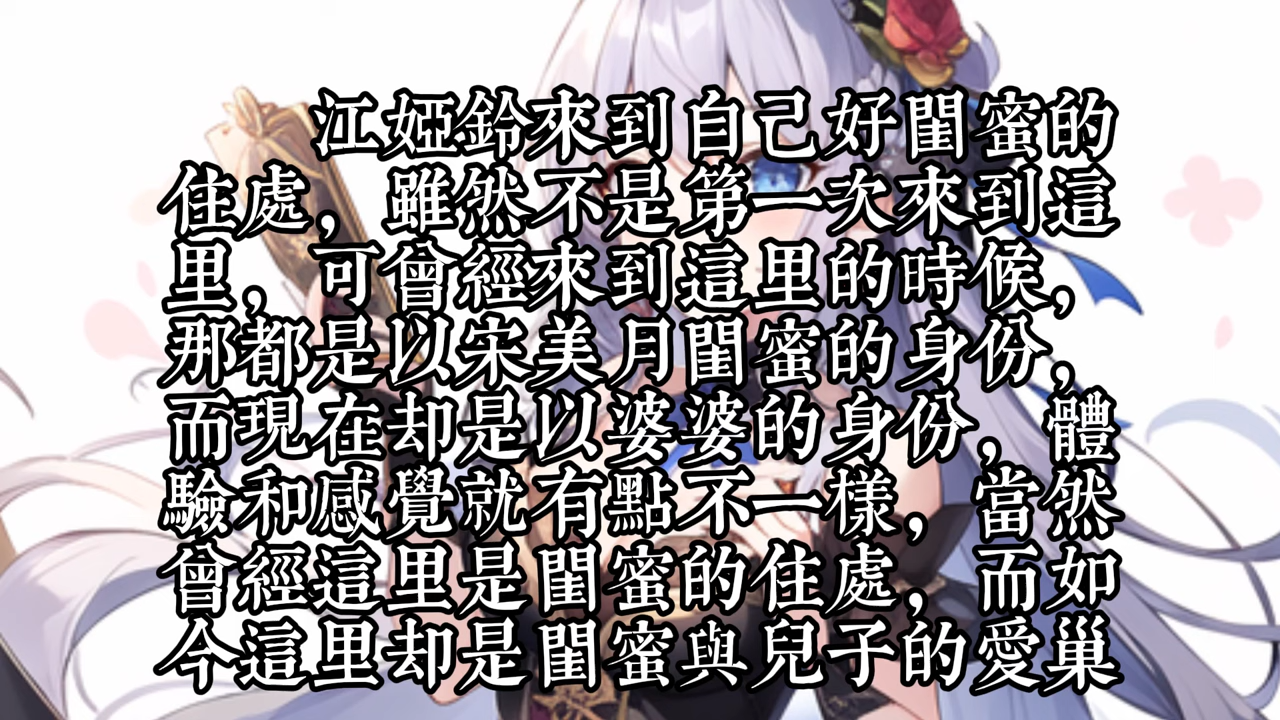 江婭鈴來到自己好閨蜜的
住處，雖然不是第一次來到這
里，可曾經來到這里的時候，
那都是以宋美月閨蜜的身份，
而現在却是以婆婆的身份，體
驗和感覺就有點不一樣，當然
曾經這里是閨蜜的住處，而如
今這里却是閨蜜與兒子的愛巢